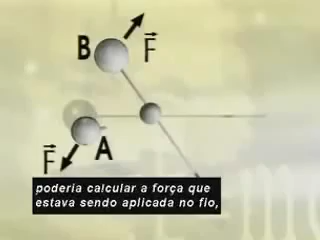 B
F
A
F
poderia calcular a força que
estava sendo aplicada no fio,